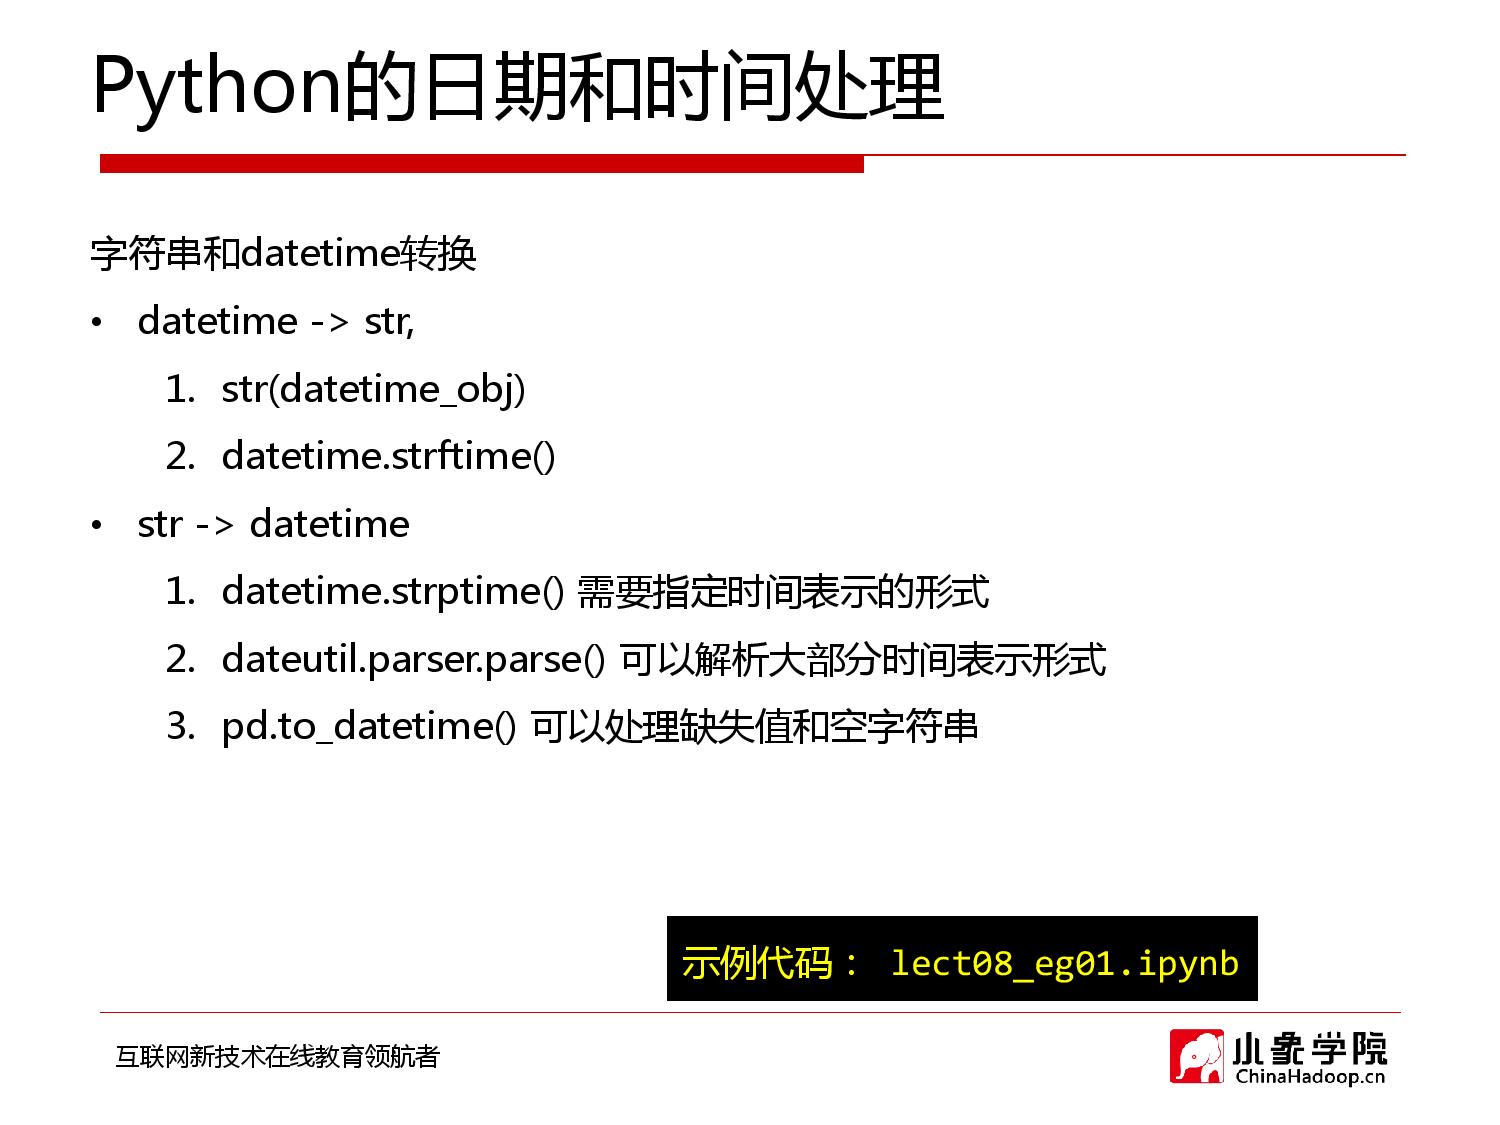 Python的日期和时间处理
字符串和datetime转换
• datetime -> str,
1. str(datetime_obj)
2. datetime.strftime()
• str -> datetime
1. datetime.strptime() 需要指定时间表示的形式
2. dateutil.parser.parse() 可以解析大部分时间表示形式
3. pd.to_datetime() 可以处理缺失值和空字符串
示例代码： lect08_eg01.ipynb
互联网新技术在线教育领航者
小象学院
ChinaHadoop.cn